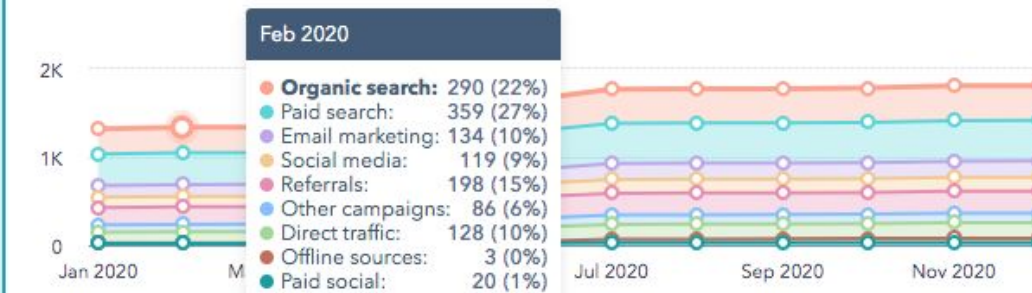 Feb 2020
2K
Organic search: 290 (22%)
Paid search: 359 (27%)
Email marketing: 134 (10%)
1K
Social media: 119 (9%)
Referrals: 198 (15%)
Other campaigns: 86 (6%)
Direct traffic: 128 (10%)
0
Offline sources: 3 (0%)
Jan 2020 Jul 2020 Sep 2020 Nov 2020
Paid social: 20 (1%)